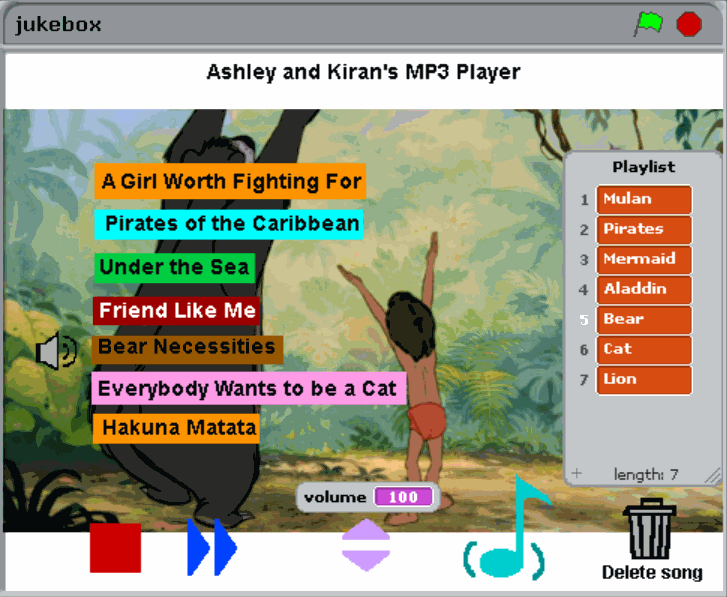 jukebox
Ashley and Kiran's MP3 Player
A Girl Worth Fighting For
Pirates of the Caribbean
Under the Sea
Friend Like Me
Bear Necessities
Everybody Wants to be a Cat
Hakuna Matata
Playlist
1 Mulan
2 Pirates
3 Mermaid
4 Aladdin
5 Bear
6 Cat
7 Lion
+ length: 7
volume 100
Delete song